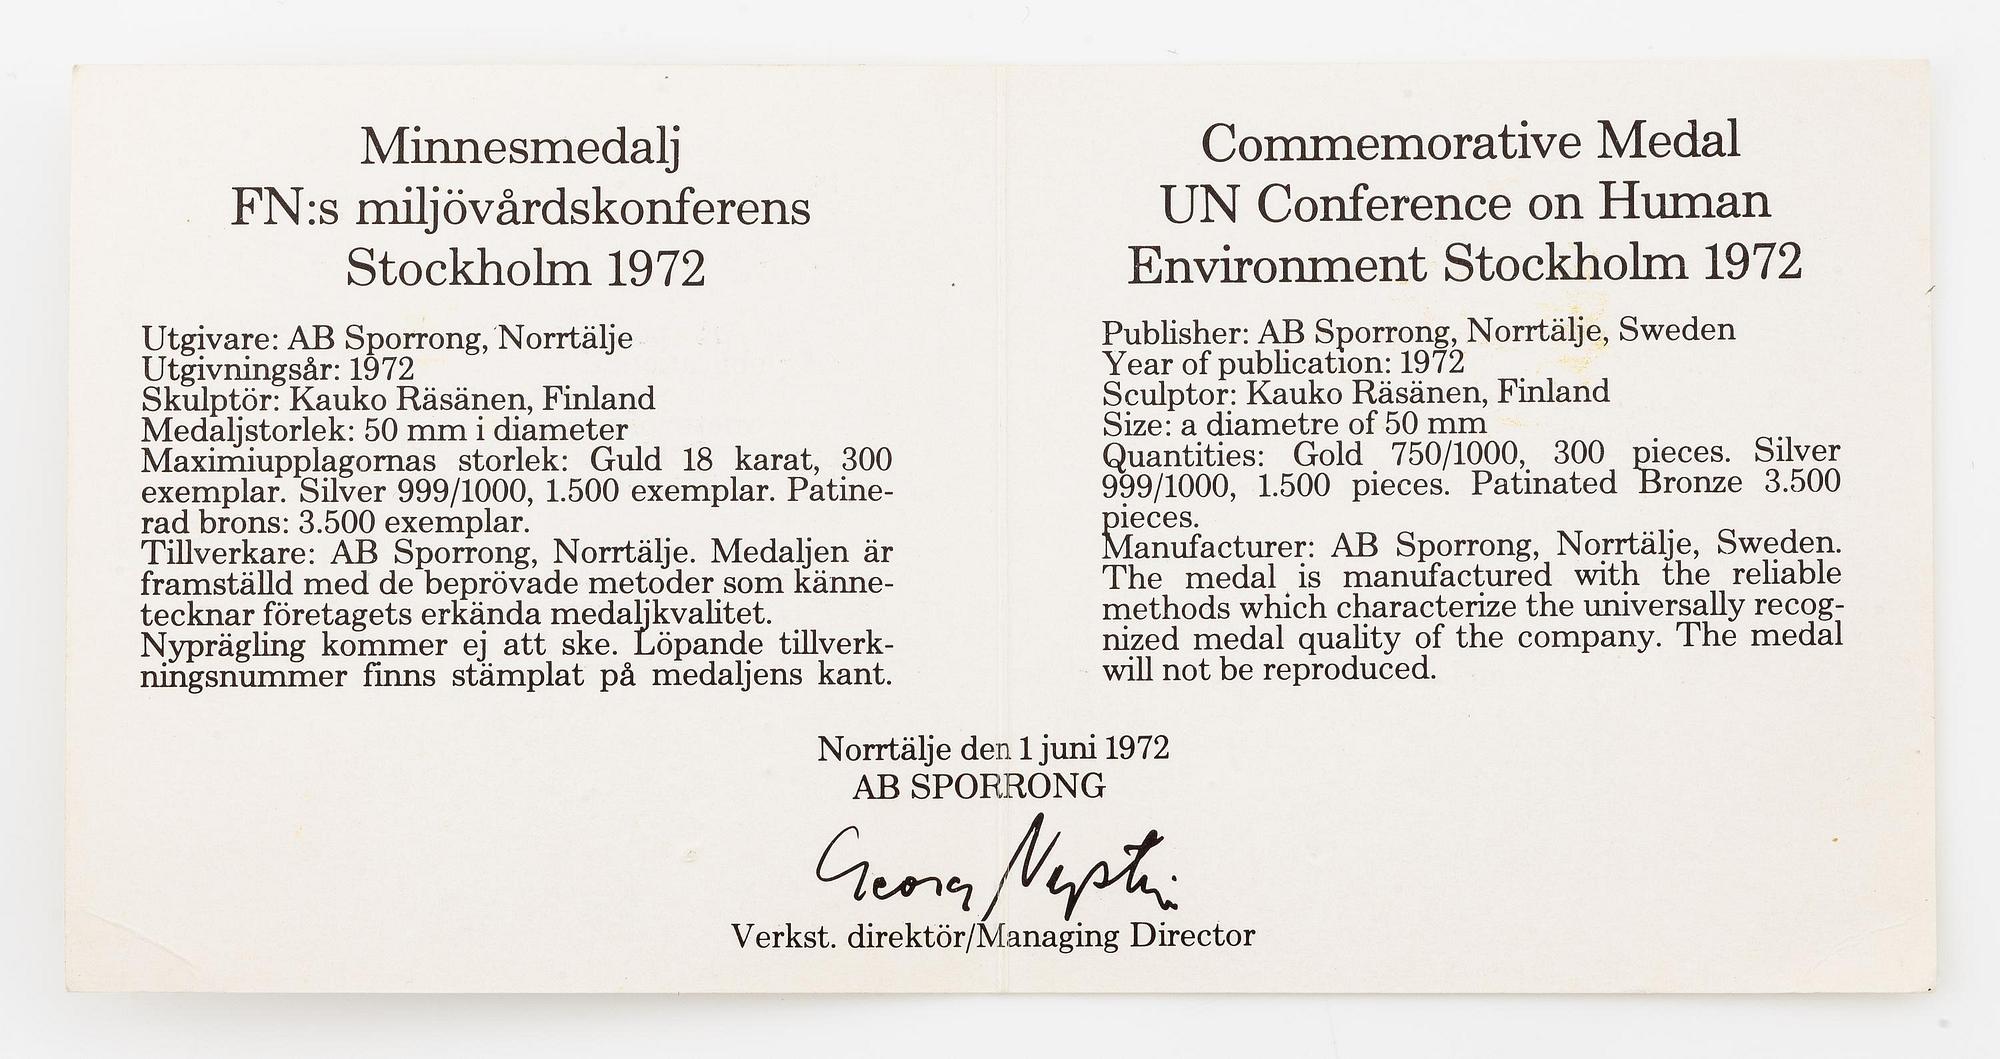 Minnesmedalj
FN:s miljövårdskonferens
Stockholm 1972
Utgivare: AB Sporrong, Norrtälje
Utgivningsår: 1972
Skulptör: Kauko Räsänen, Finland
Medaljstorlek: 50 mm i diameter
Maximiupplagornas storlek: Guld 18 karat, 300
exemplar. Silver 999/1000, 1.500 exemplar. Patine-
rad brons: 3.500 exemplar.
Tillverkare: AB Sporrong, Norrtälje. Medaljen är
framställd med de beprövade metoder som känne-
tecknar företagets erkända medaljkvalitet.
Nyprägling kommer ej att ske. Löpande tillverk-
ningsnummer finns stämplat på medaljens kant.
Commemorative Medal
UN Conference on Human
Environment Stockholm 1972
Publisher: AB Sporrong, Norrtälje, Sweden
Year of publication: 1972
Sculptor: Kauko Räsänen, Finland
Size: a diametre of 50 mm
Quantities: Gold 750/1000, 300 pieces. Silver
999/1000, 1.500 pieces. Patinated Bronze 3.500
pieces.
Manufacturer: AB Sporrong, Norrtälje, Sweden.
The medal is manufactured with the reliable
methods which characterize the universally recog-
nized medal quality of the company. The medal
will not be reproduced.
Norrtälje den 1 juni 1972
AB SPORRONG
Georg
Verkst. direktör/Managing Director